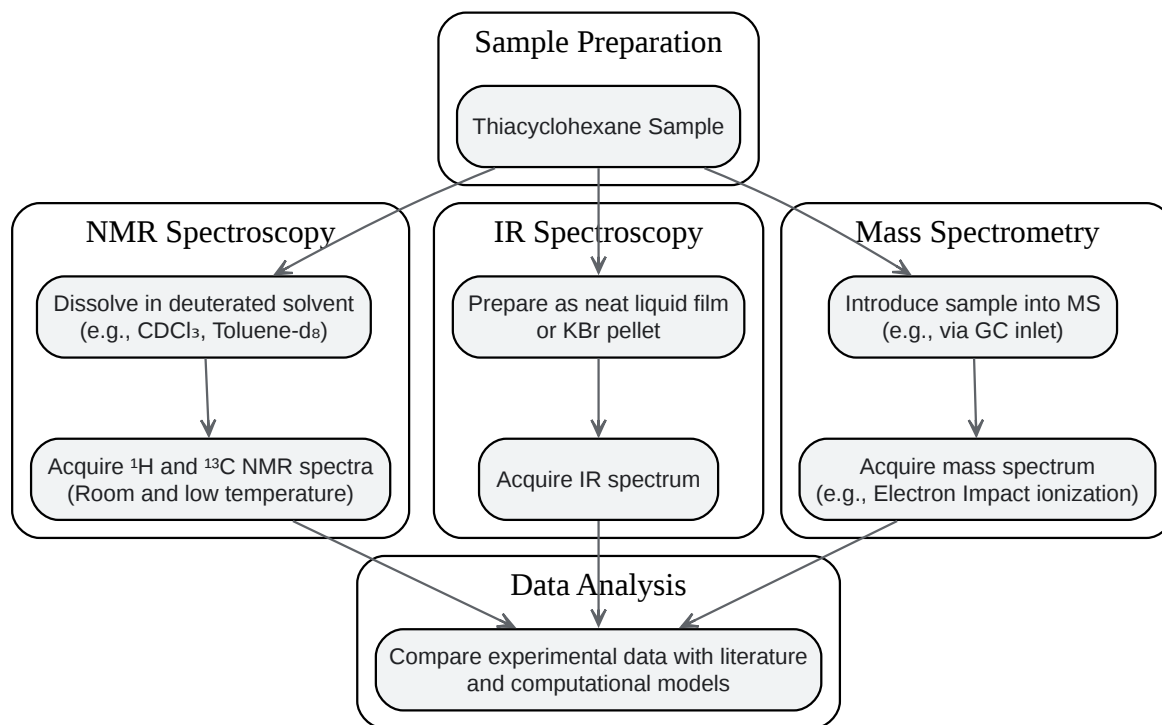 Sample Preparation
Thiacyclohexane Sample
NMR Spectroscopy
Dissolve in deuterated solvent
(e.g., CDCl₃, Toluene-d₈)
Acquire ¹H and ¹³C NMR spectra
(Room and low temperature)
IR Spectroscopy
Prepare as neat liquid film
or KBr pellet
Acquire IR spectrum
Mass Spectrometry
Introduce sample into MS
(e.g., via GC inlet)
Acquire mass spectrum
(e.g., Electron Impact ionization)
Data Analysis
Compare experimental data with literature
and computational models